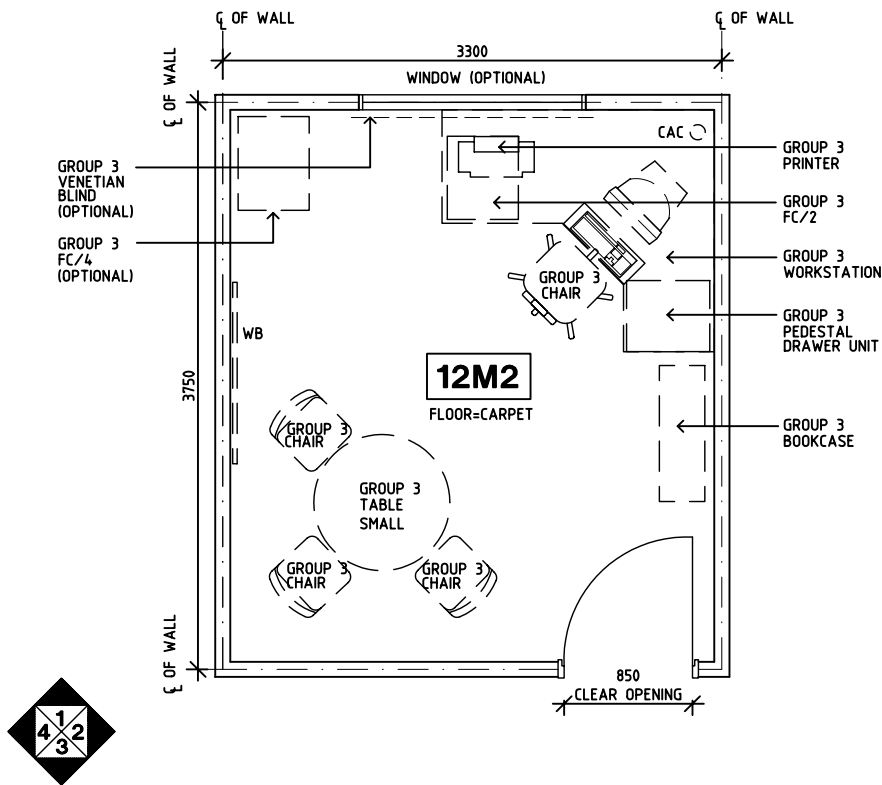 ℄ OF WALL
℄ OF WALL
3300
WINDOW (OPTIONAL)
℄ OF WALL
CAC
GROUP 3
PRINTER
GROUP 3
VENETIAN
BLIND
(OPTIONAL)
GROUP 3
FC/2
GROUP 3
FC/4
(OPTIONAL)
GROUP 3
WORKSTATION
GROUP 3
CHAIR
GROUP 3
PEDESTAL
DRAWER UNIT
WB
3750
12M2
FLOOR=CARPET
GROUP 3
BOOKCASE
GROUP 3
CHAIR
GROUP 3
TABLE
SMALL
GROUP 3
CHAIR
GROUP 3
CHAIR
℄ OF WALL
850
CLEAR OPENING
1
4 2
3